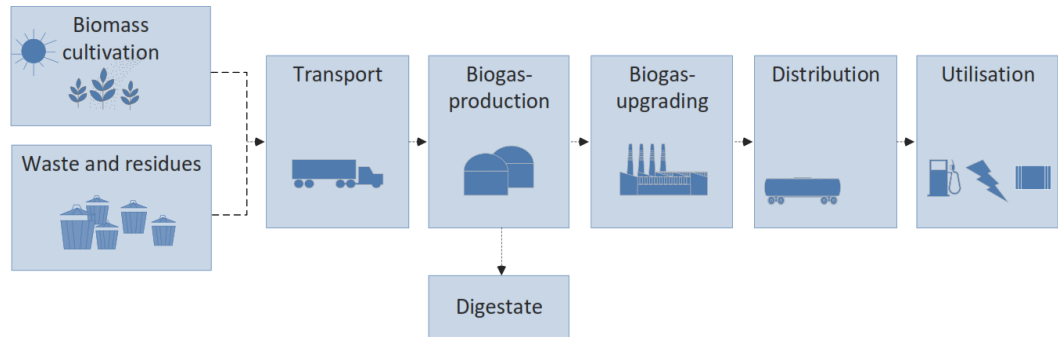 Biomass
cultivation
Waste and residues
Transport
Biogas-
production
Biogas-
upgrading
Distribution
Utilisation
Digestate